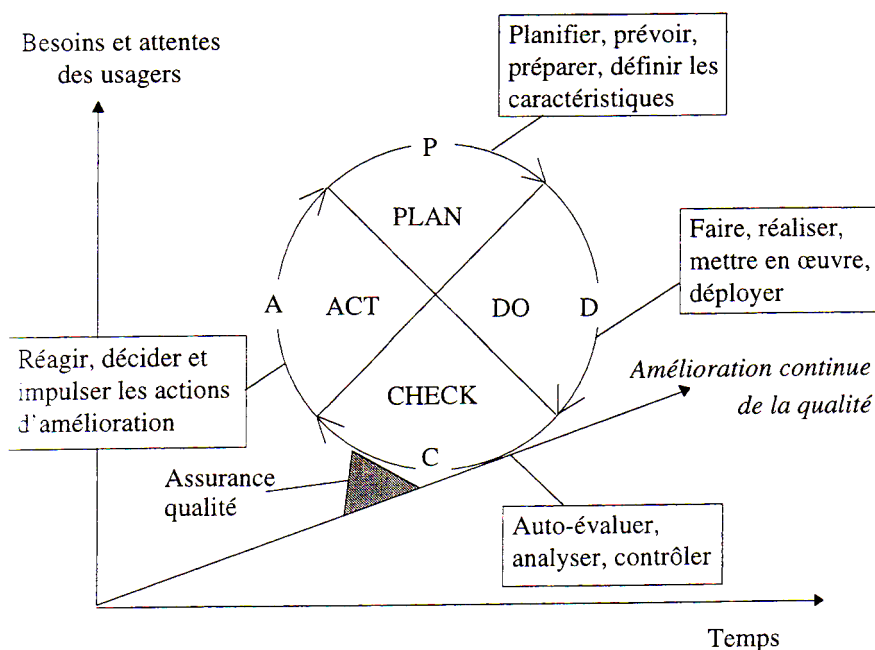 Besoins et attentes
des usagers
Planifier, prévoir,
préparer, définir les
caractéristiques
P
PLAN
Faire, réaliser,
mettre en œuvre,
déployer
A
ACT
DO
D
Réagir, décider et
impulser les actions
d'amélioration
CHECK
C
Amélioration continue
de la qualité
Assurance
qualité
Auto-évaluer,
analyser, contrôler
Temps